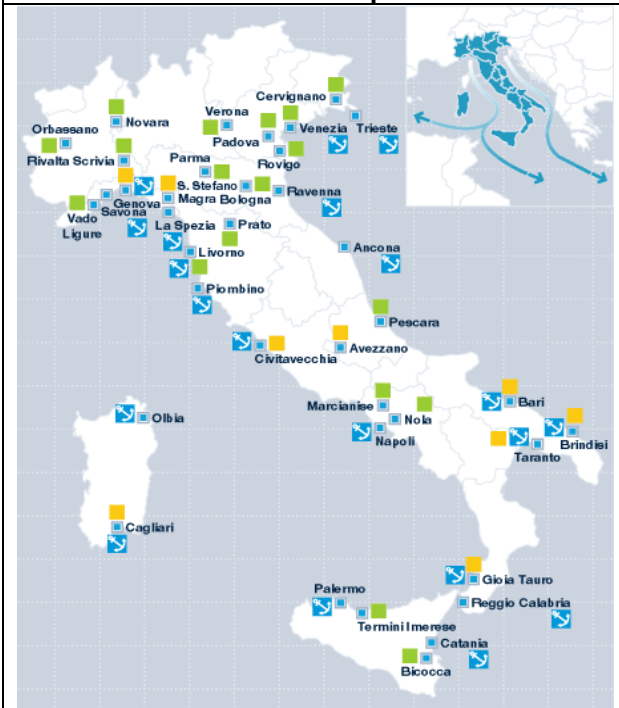 Cervignano
Verona
Novara
Orbassano
Padova
Venezia
Trieste
Rivalta Scrivia
Parma
Rovigo
S. Stefano
Magra
Bologna
Ravenna
Genova
Savona
Vado
Ligure
La Spezia
Prato
Livorno
Ancona
Piombino
Pescara
Civitavecchia
Avezzano
Marcianise
Bari
Nola
Olbia
Napoli
Brindisi
Taranto
Cagliari
Gioia Tauro
Palermo
Reggio Calabria
Termini Imerese
Catania
Bicocca